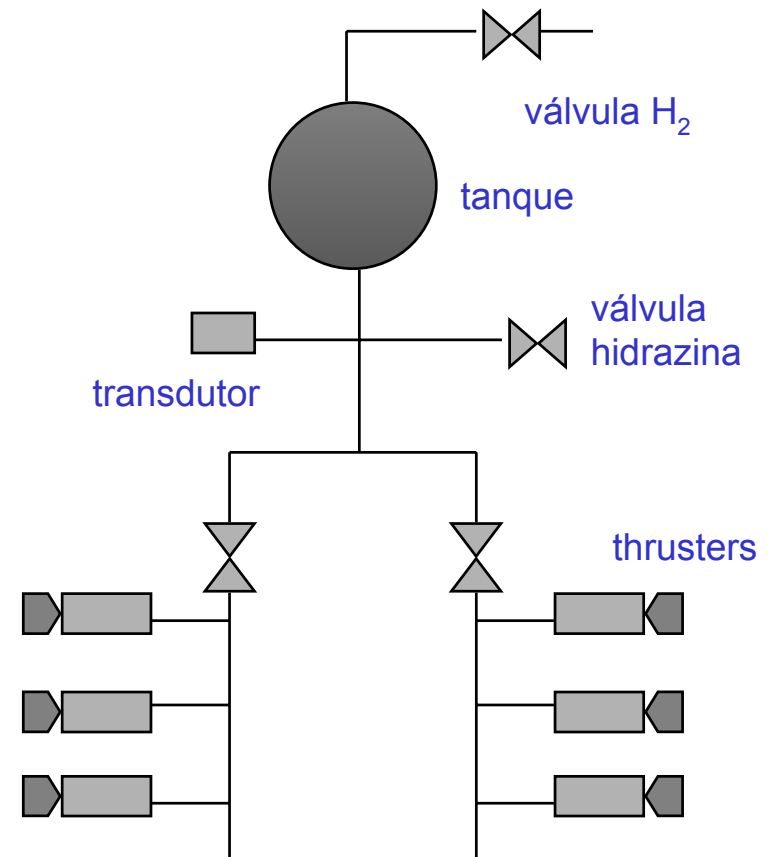 válvula H₂
tanque
válvula
hidrazina
transdutor
thrusters